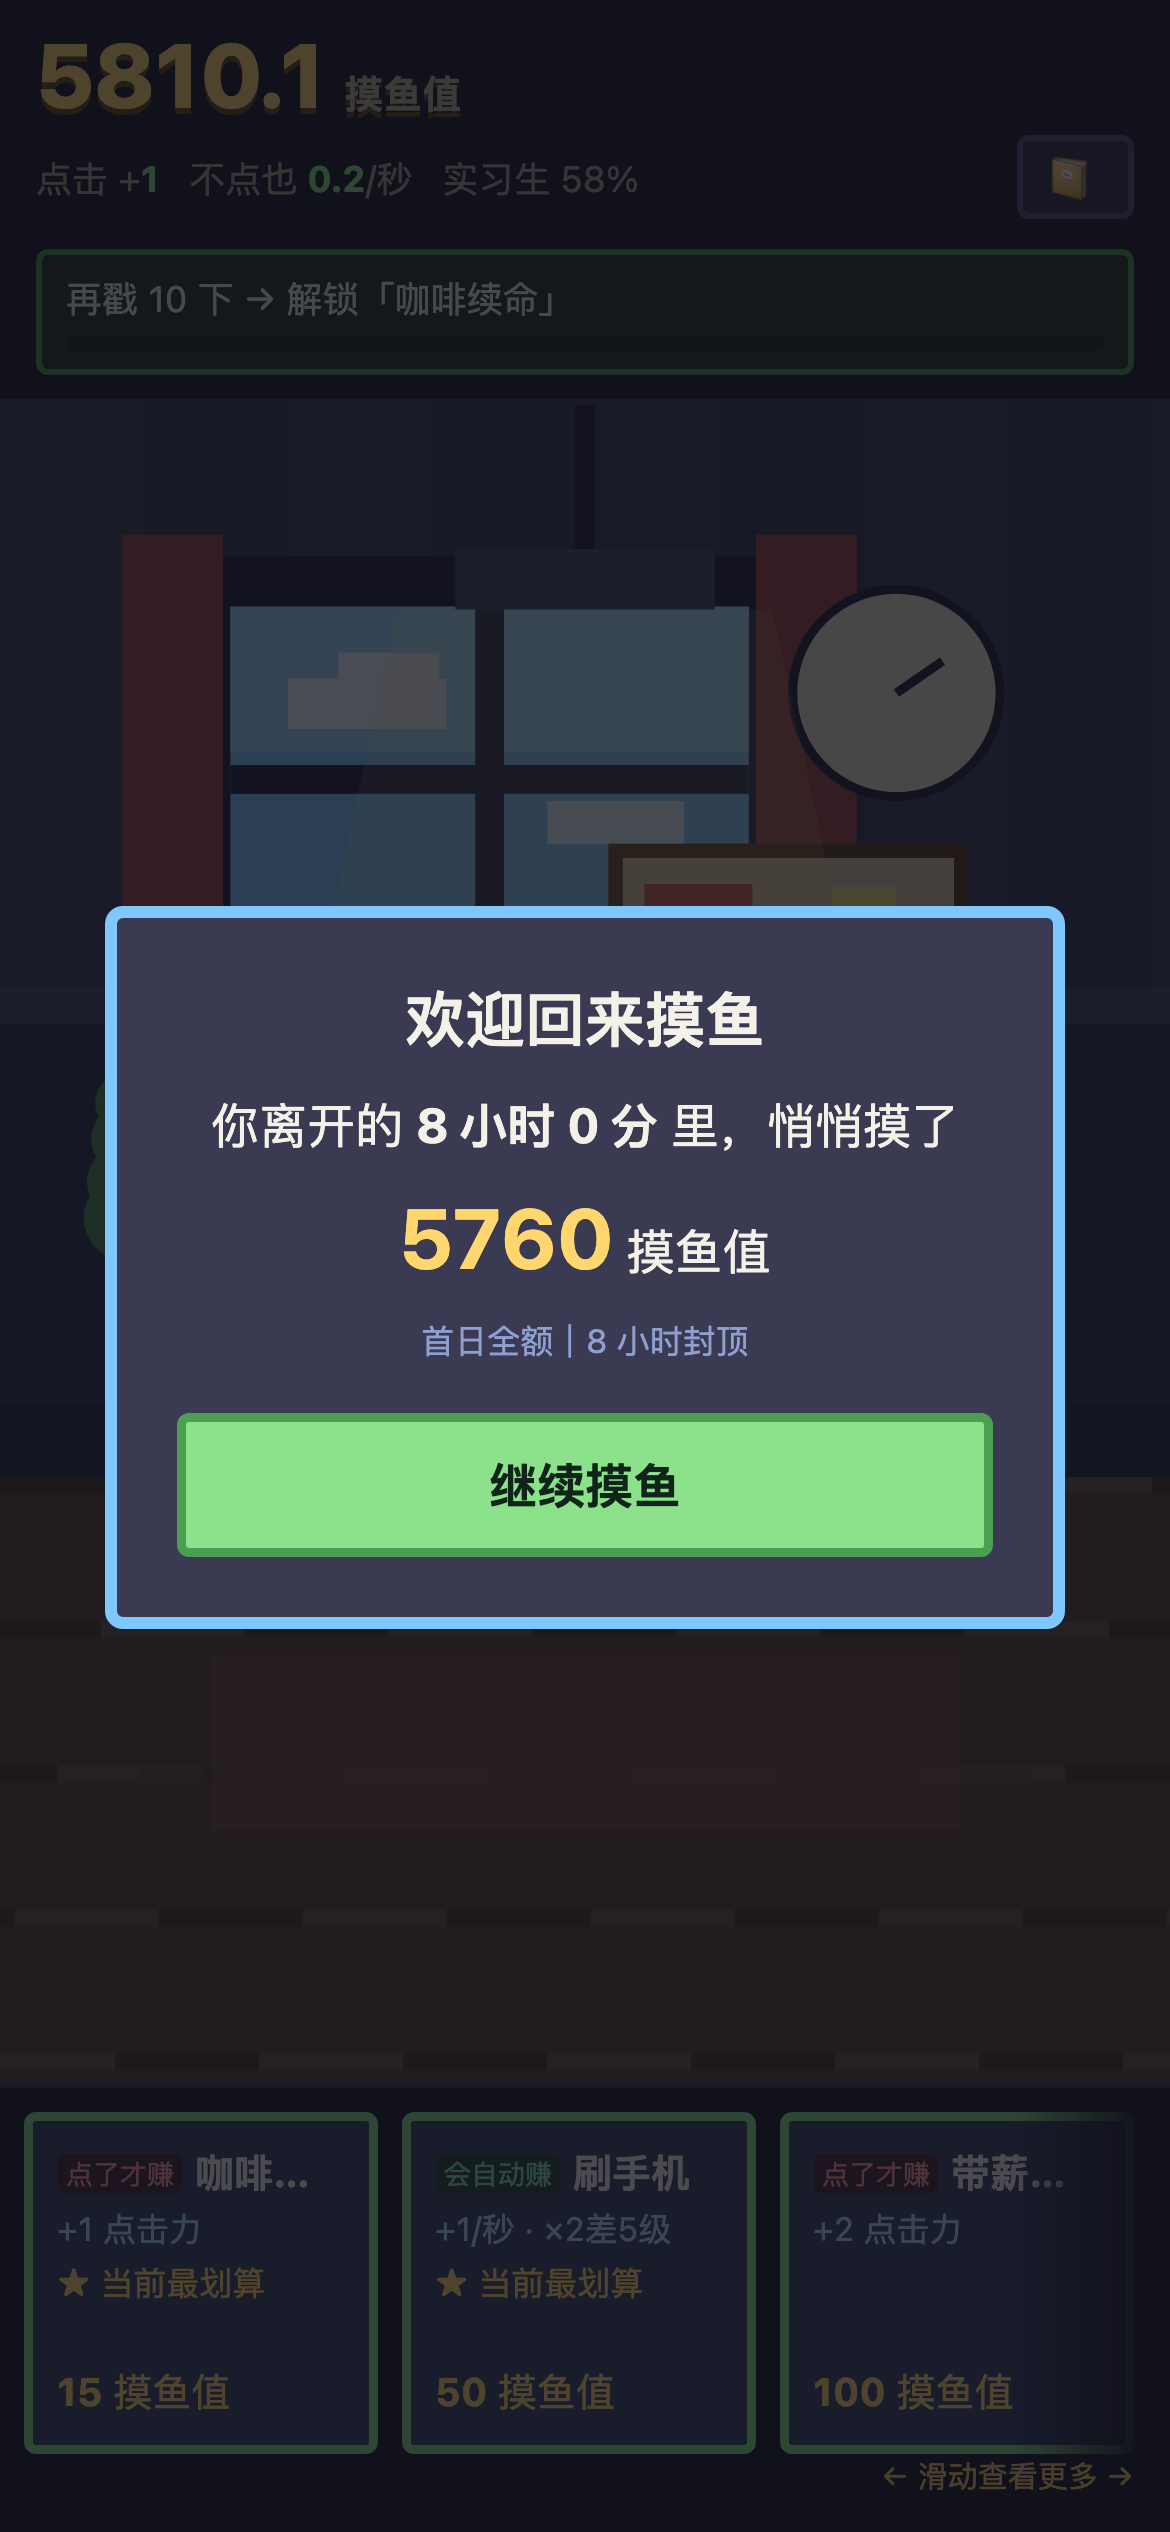 5810.1 摸鱼值
点击 +1 不点也 0.2/秒 实习生 58%
再戳 10 下 → 解锁「咖啡续命」
欢迎回来摸鱼
你离开的 8 小时 0 分 里，悄悄摸了
5760 摸鱼值
首日全额 | 8 小时封顶
继续摸鱼
点了才赚 咖啡...
+1 点击力
★ 当前最划算
15 摸鱼值
会自动赚 刷手机
+1/秒 · ×2差5级
★ 当前最划算
50 摸鱼值
点了才赚 带薪...
+2 点击力
100 摸鱼值
← 滑动查看更多 →